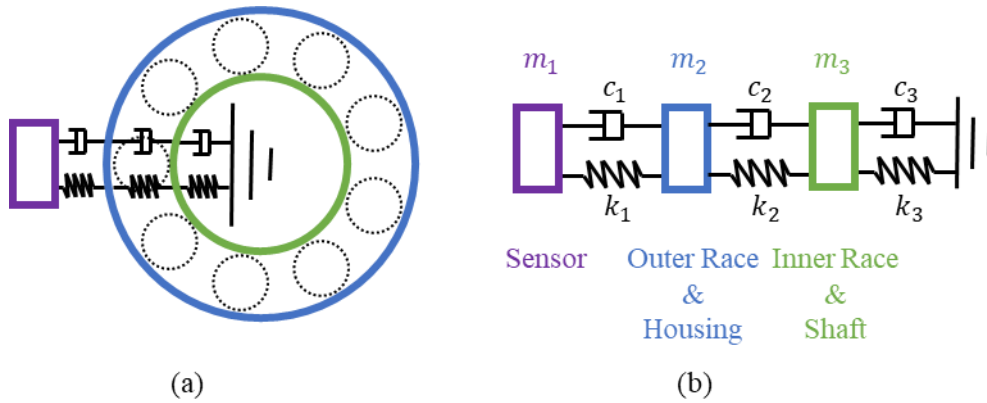 m₁ m₂ m₃
c₁ c₂ c₃
k₁ k₂ k₃
Sensor Outer Race Inner Race
& &
Housing Shaft
(a) (b)